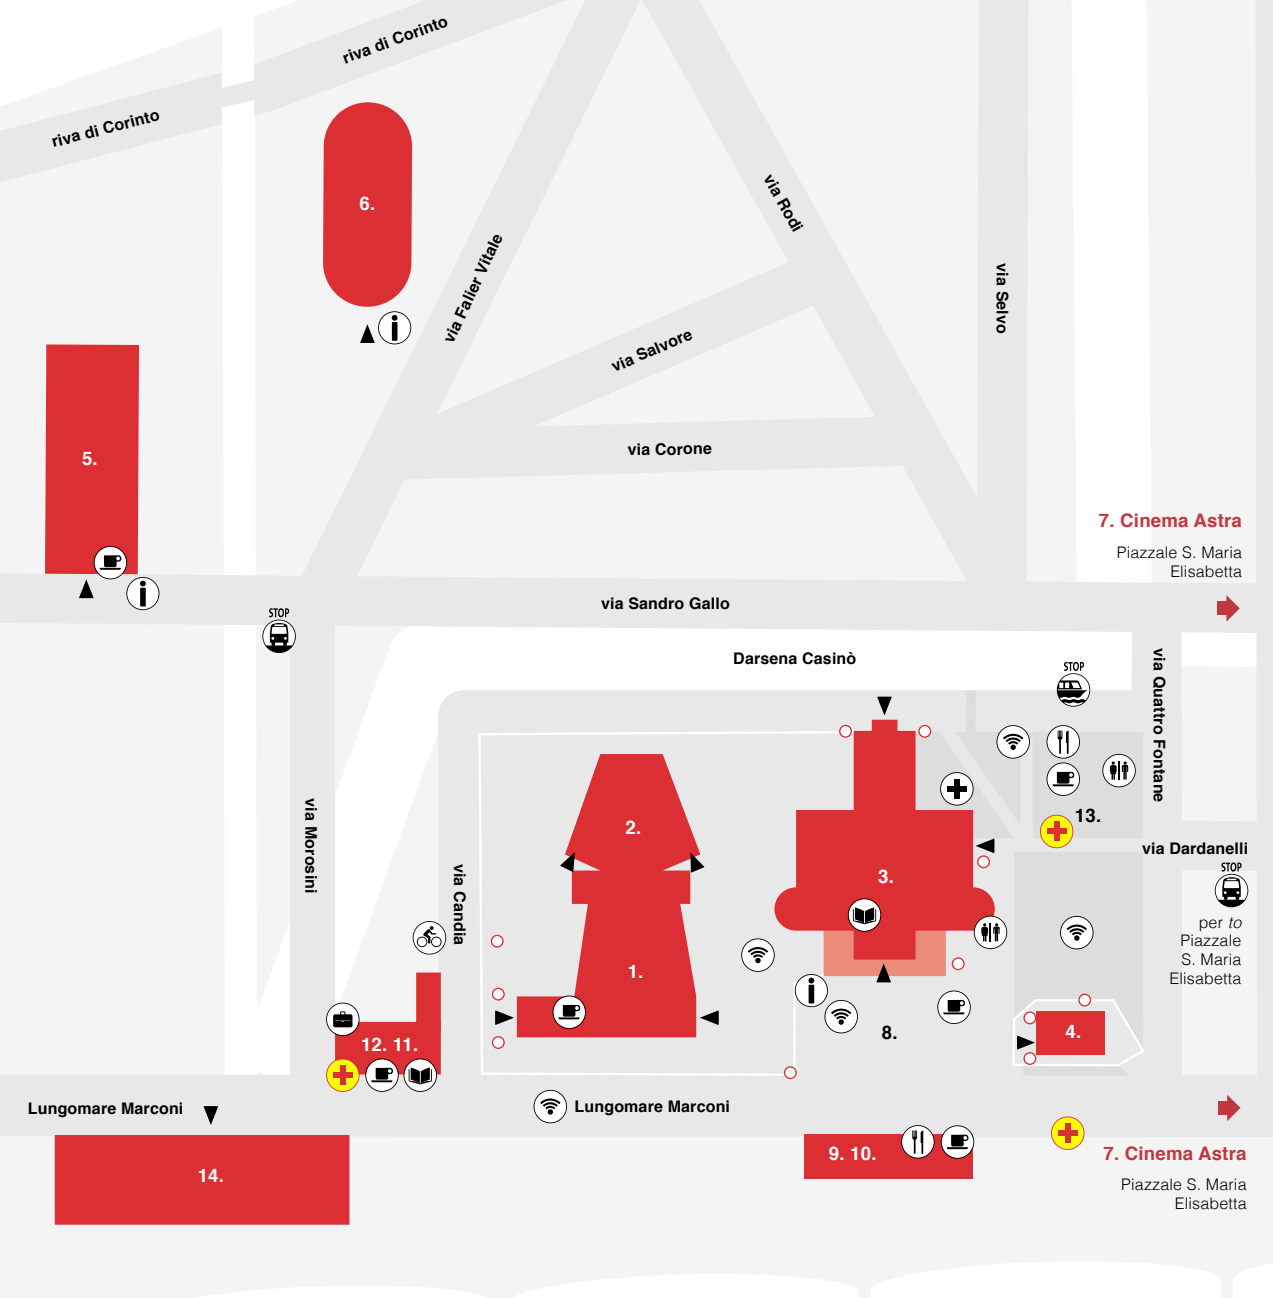 riva di Corinto
riva di Corinto
6.
via Rodi
via Falier Vitale
via Selvo
via Salvore
5.
via Corone
7. Cinema Astra
Piazzale S. Maria
Elisabetta
via Sandro Gallo
STOP
Darsena Casinò
STOP
via Quattro Fontane
2.
13.
via Morosini
via Dardanelli
STOP
3.
via Candia
per to
Piazzale
S. Maria
Elisabetta
1.
8.
4.
12. 11.
Lungomare Marconi
Lungomare Marconi
14.
9. 10.
7. Cinema Astra
Piazzale S. Maria
Elisabetta